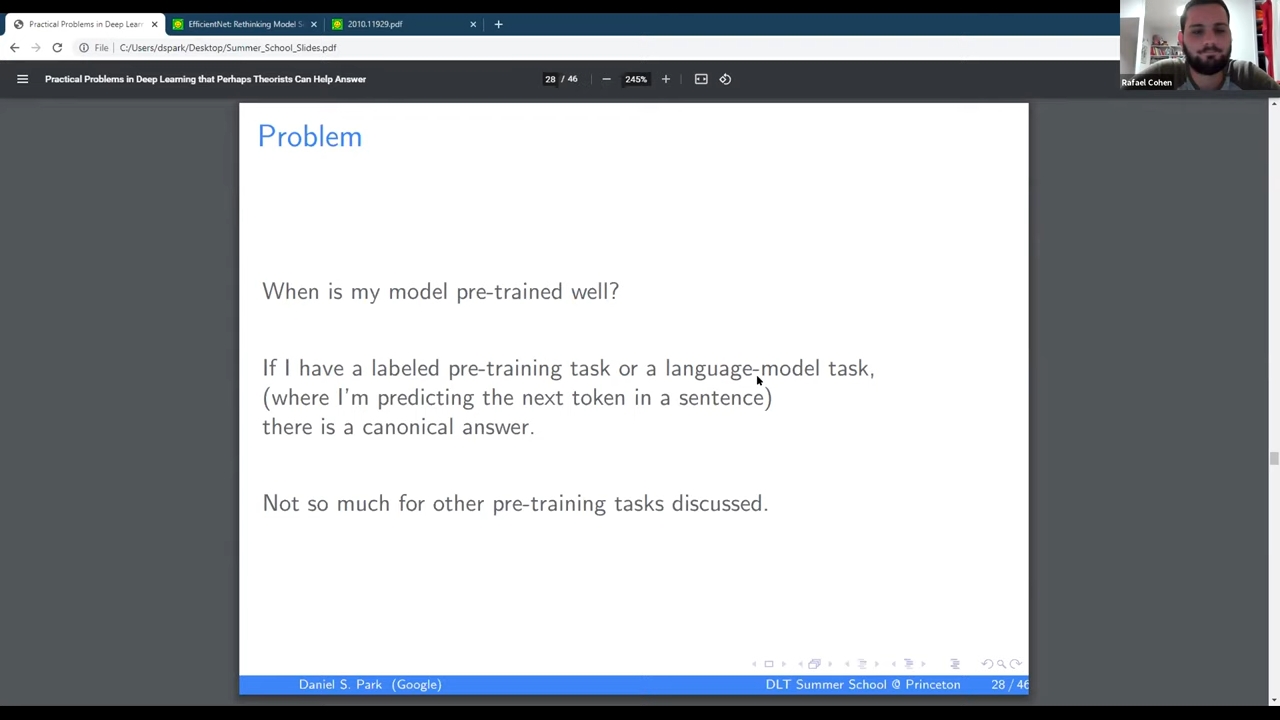 Practical Problems in Deep Lear
EfficientNet: Rethinking Model S
2010.11929.pdf
File
C:/Users/dspark/Desktop/Summer_School_Slides.pdf
Rafael Cohen
Practical Problems in Deep Learning that Perhaps Theorists Can Help Answer
28 / 46
245%
Problem
When is my model pre-trained well?
If I have a labeled pre-training task or a language-model task,
(where I'm predicting the next token in a sentence)
there is a canonical answer.
Not so much for other pre-training tasks discussed.
Daniel S. Park (Google)
DLT Summer School @ Princeton
28 / 46